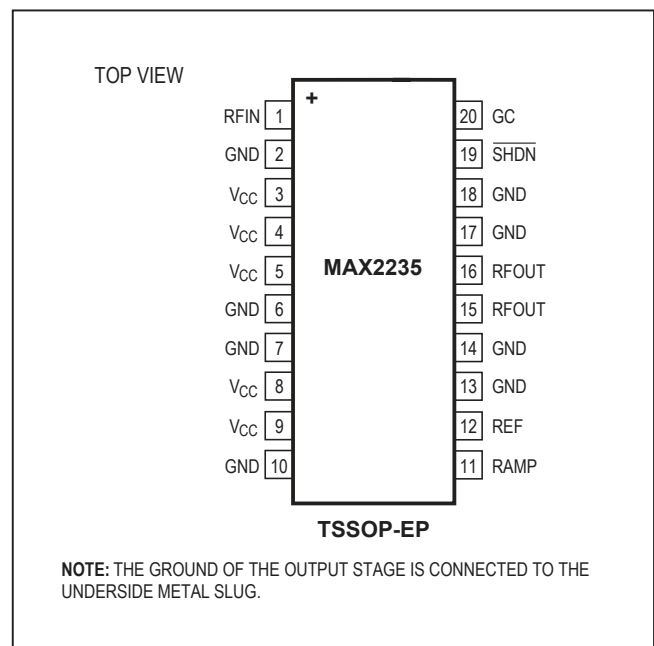 TOP VIEW
+
RFIN 1
GND 2
VCC 3
VCC 4
VCC 5
GND 6
GND 7
VCC 8
VCC 9
GND 10
MAX2235
20 GC
19 S̅H̅D̅N̅
18 GND
17 GND
16 RFOUT
15 RFOUT
14 GND
13 GND
12 REF
11 RAMP
TSSOP-EP
NOTE: THE GROUND OF THE OUTPUT STAGE IS CONNECTED TO THE
UNDERSIDE METAL SLUG.